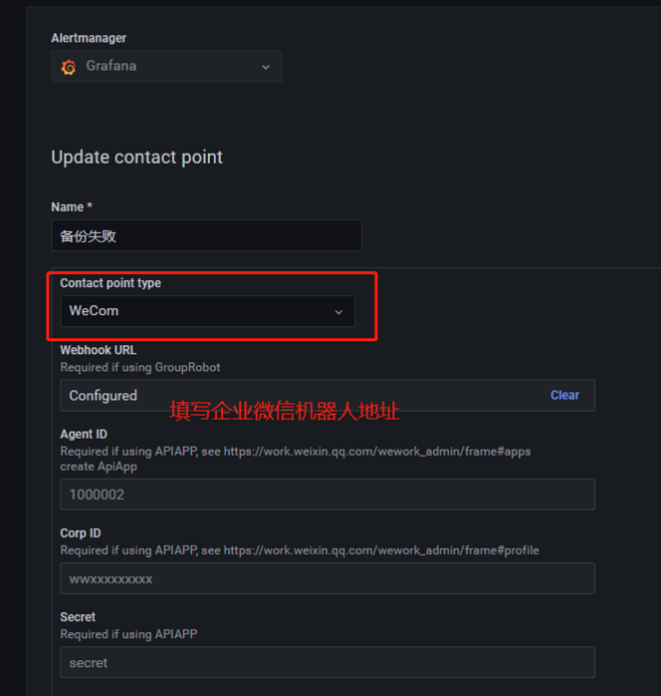 Alertmanager
Grafana
Update contact point
Name *
备份失败
Contact point type
WeCom
Webhook URL
Required if using GroupRobot
Configured
Clear
填写企业微信机器人地址
Agent ID
Required if using APIAPP, see https://work.weixin.qq.com/wework_admin/frame#apps
create ApiApp
1000002
Corp ID
Required if using APIAPP, see https://work.weixin.qq.com/wework_admin/frame#profile
wwxxxxxxxxx
Secret
Required if using APIAPP
secret